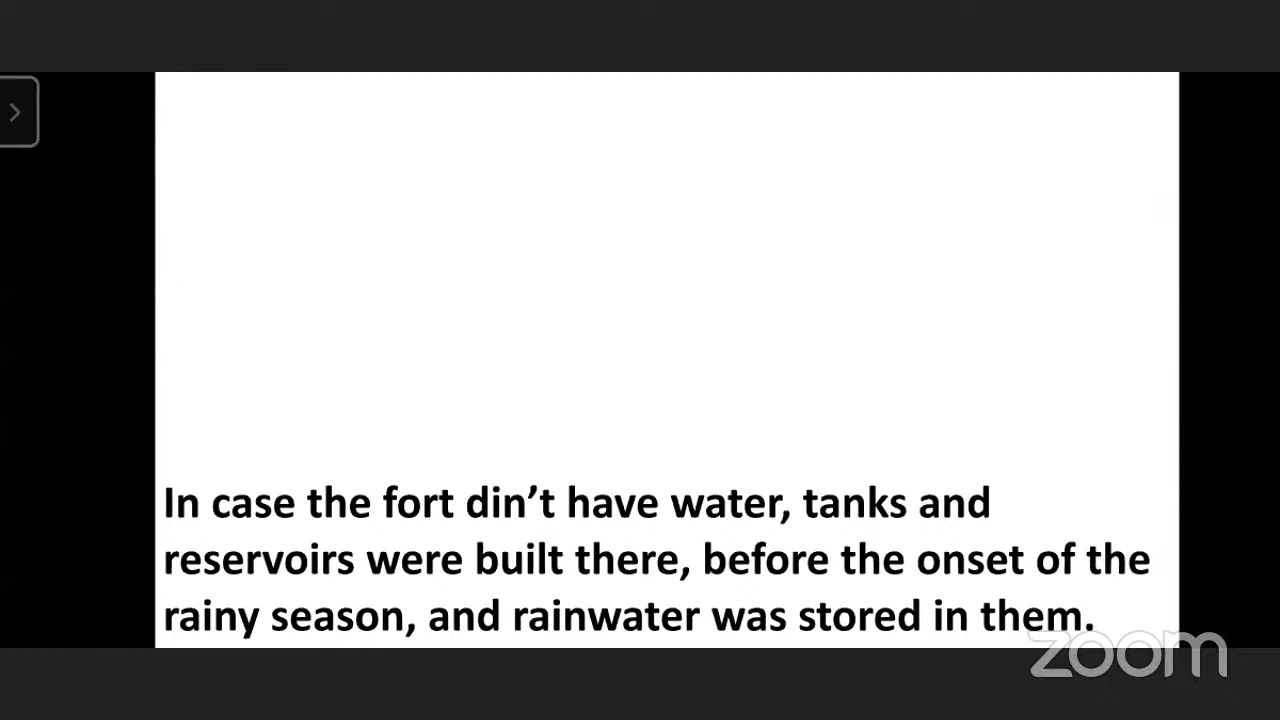 In case the fort din’t have water, tanks and
reservoirs were built there, before the onset of the
rainy season, and rainwater was stored in them.
zoom